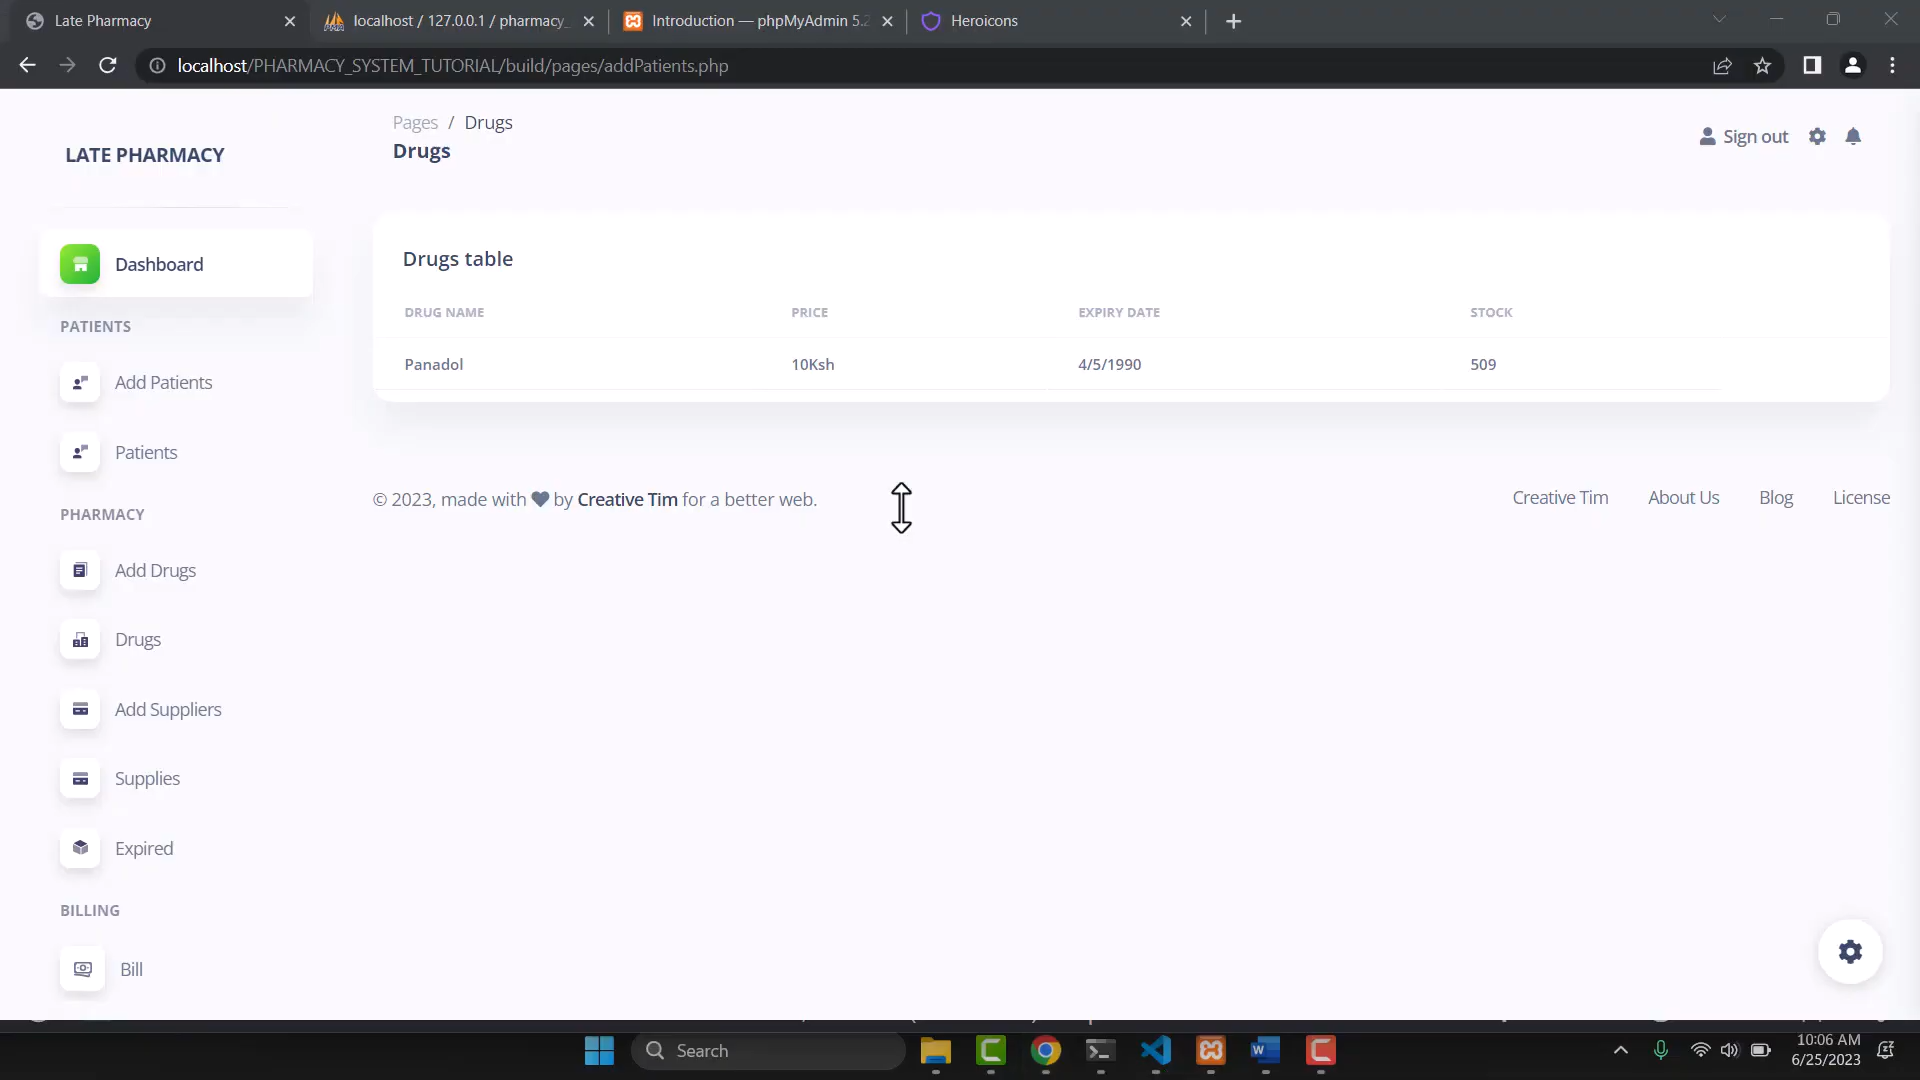 Late Pharmacy
localhost / 127.0.0.1 / pharmacy_
Introduction — phpMyAdmin 5.2
Heroicons
localhost/PHARMACY_SYSTEM_TUTORIAL/build/pages/addPatients.php
LATE PHARMACY
Pages / Drugs
Drugs
Sign out
Dashboard
PATIENTS
Add Patients
Patients
PHARMACY
Add Drugs
Drugs
Add Suppliers
Supplies
Expired
BILLING
Bill
Drugs table
DRUG NAME PRICE EXPIRY DATE STOCK
Panadol 10Ksh 4/5/1990 509
© 2023, made with by Creative Tim for a better web.
Creative Tim About Us Blog License
Search
10:06 AM
6/25/2023